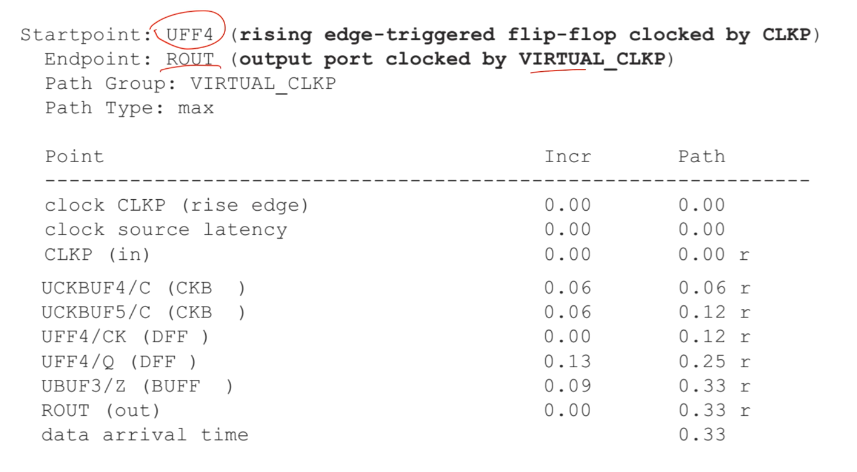 Startpoint: UFF4 (rising edge-triggered flip-flop clocked by CLKP)
Endpoint: ROUT (output port clocked by VIRTUAL_CLKP)
Path Group: VIRTUAL_CLKP
Path Type: max
Point Incr Path
---------------------------------------------------------------
clock CLKP (rise edge) 0.00 0.00
clock source latency 0.00 0.00
CLKP (in) 0.00 0.00 r
UCKBUF4/C (CKB  ) 0.06 0.06 r
UCKBUF5/C (CKB  ) 0.06 0.12 r
UFF4/CK (DFF ) 0.00 0.12 r
UFF4/Q (DFF ) 0.13 0.25 r
UBUF3/Z (BUFF  ) 0.09 0.33 r
ROUT (out) 0.00 0.33 r
data arrival time 0.33